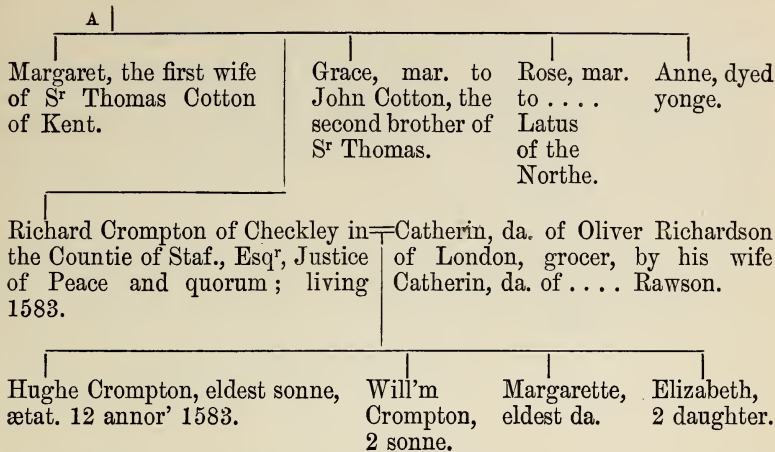 A
Margaret, the first wife
of Sʳ Thomas Cotton
of Kent.
Grace, mar. to
John Cotton, the
second brother of
Sʳ Thomas.
Rose, mar.
to . . . .
Latus
of the
Northe.
Anne, dyed
yonge.
Richard Crompton of Checkley in
the Countie of Staf., Esqʳ, Justice
of Peace and quorum ; living
1583.
Catherin, da. of Oliver Richardson
of London, grocer, by his wife
Catherin, da. of . . . . Rawson.
Hughe Crompton, eldest sonne,
ætat. 12 annor' 1583.
Will'm
Crompton,
2 sonne.
Margarette,
eldest da.
Elizabeth,
2 daughter.